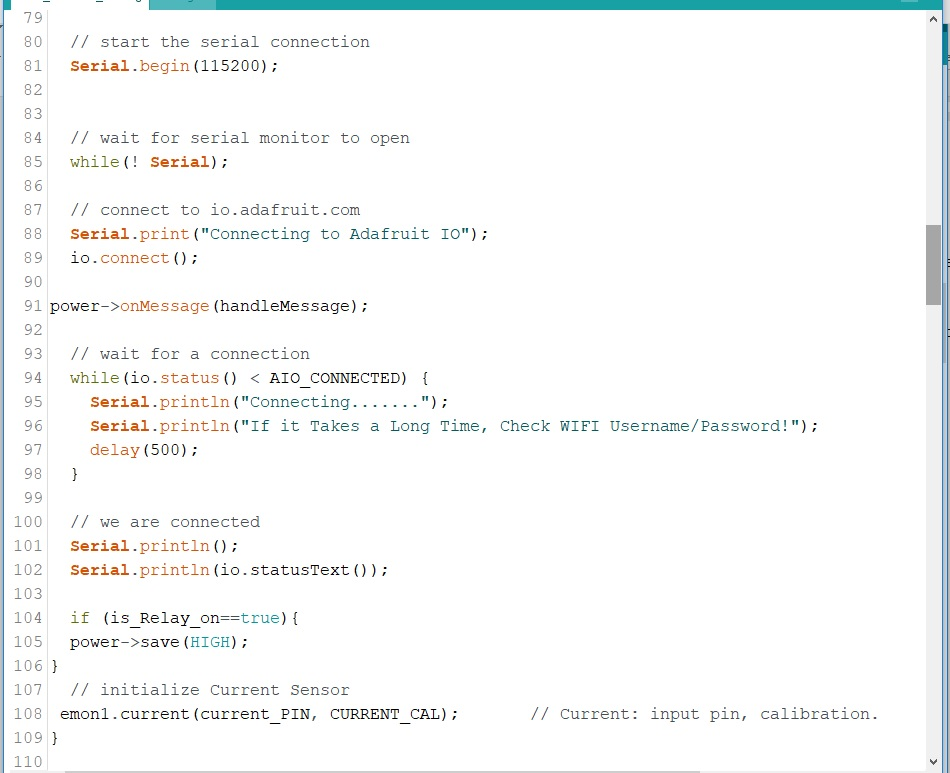 79
80 // start the serial connection
81 Serial.begin(115200);
82
83
84 // wait for serial monitor to open
85 while(! Serial);
86
87 // connect to io.adafruit.com
88 Serial.print("Connecting to Adafruit IO");
89 io.connect();
90
91 power->onMessage(handleMessage);
92
93 // wait for a connection
94 while(io.status() < AIO_CONNECTED) {
95 Serial.println("Connecting.......");
96 Serial.println("If it Takes a Long Time, Check WIFI Username/Password!");
97 delay(500);
98 }
99
100 // we are connected
101 Serial.println();
102 Serial.println(io.statusText());
103
104 if (is_Relay_on==true){
105 power->save(HIGH);
106 }
107 // initialize Current Sensor
108 emon1.current(current_PIN, CURRENT_CAL); // Current: input pin, calibration.
109 }
110